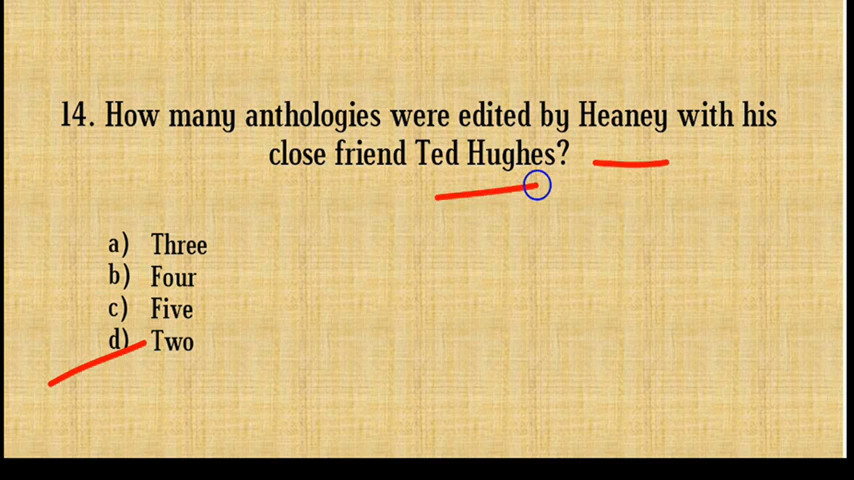 14. How many anthologies were edited by Heaney with his
close friend Ted Hughes?
a) Three
b) Four
c) Five
d) Two